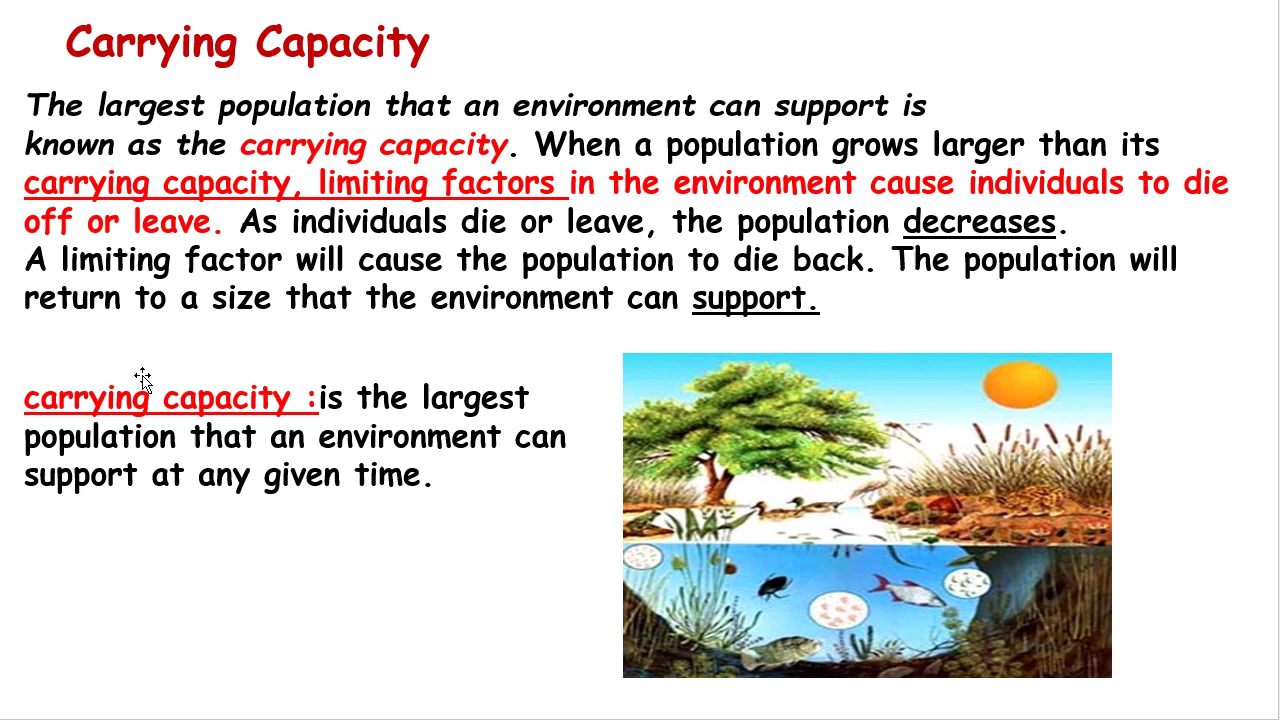 Carrying Capacity
The largest population that an environment can support is
known as the carrying capacity. When a population grows larger than its
carrying capacity, limiting factors in the environment cause individuals to die
off or leave. As individuals die or leave, the population decreases.
A limiting factor will cause the population to die back. The population will
return to a size that the environment can support.
carrying capacity :is the largest
population that an environment can
support at any given time.